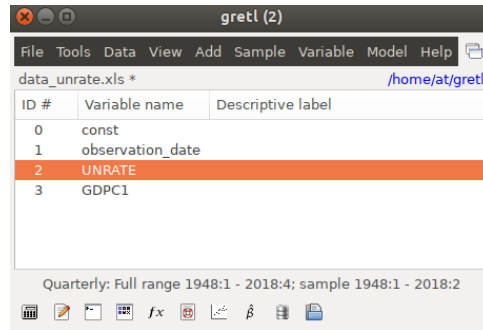 gretl (2)
File Tools Data View Add Sample Variable Model Help
data_unrate.xls * /home/at/gretl
ID # Variable name Descriptive label
0 const
1 observation_date
2 UNRATE
3 GDPC1
Quarterly: Full range 1948:1 - 2018:4; sample 1948:1 - 2018:2
fx β̂